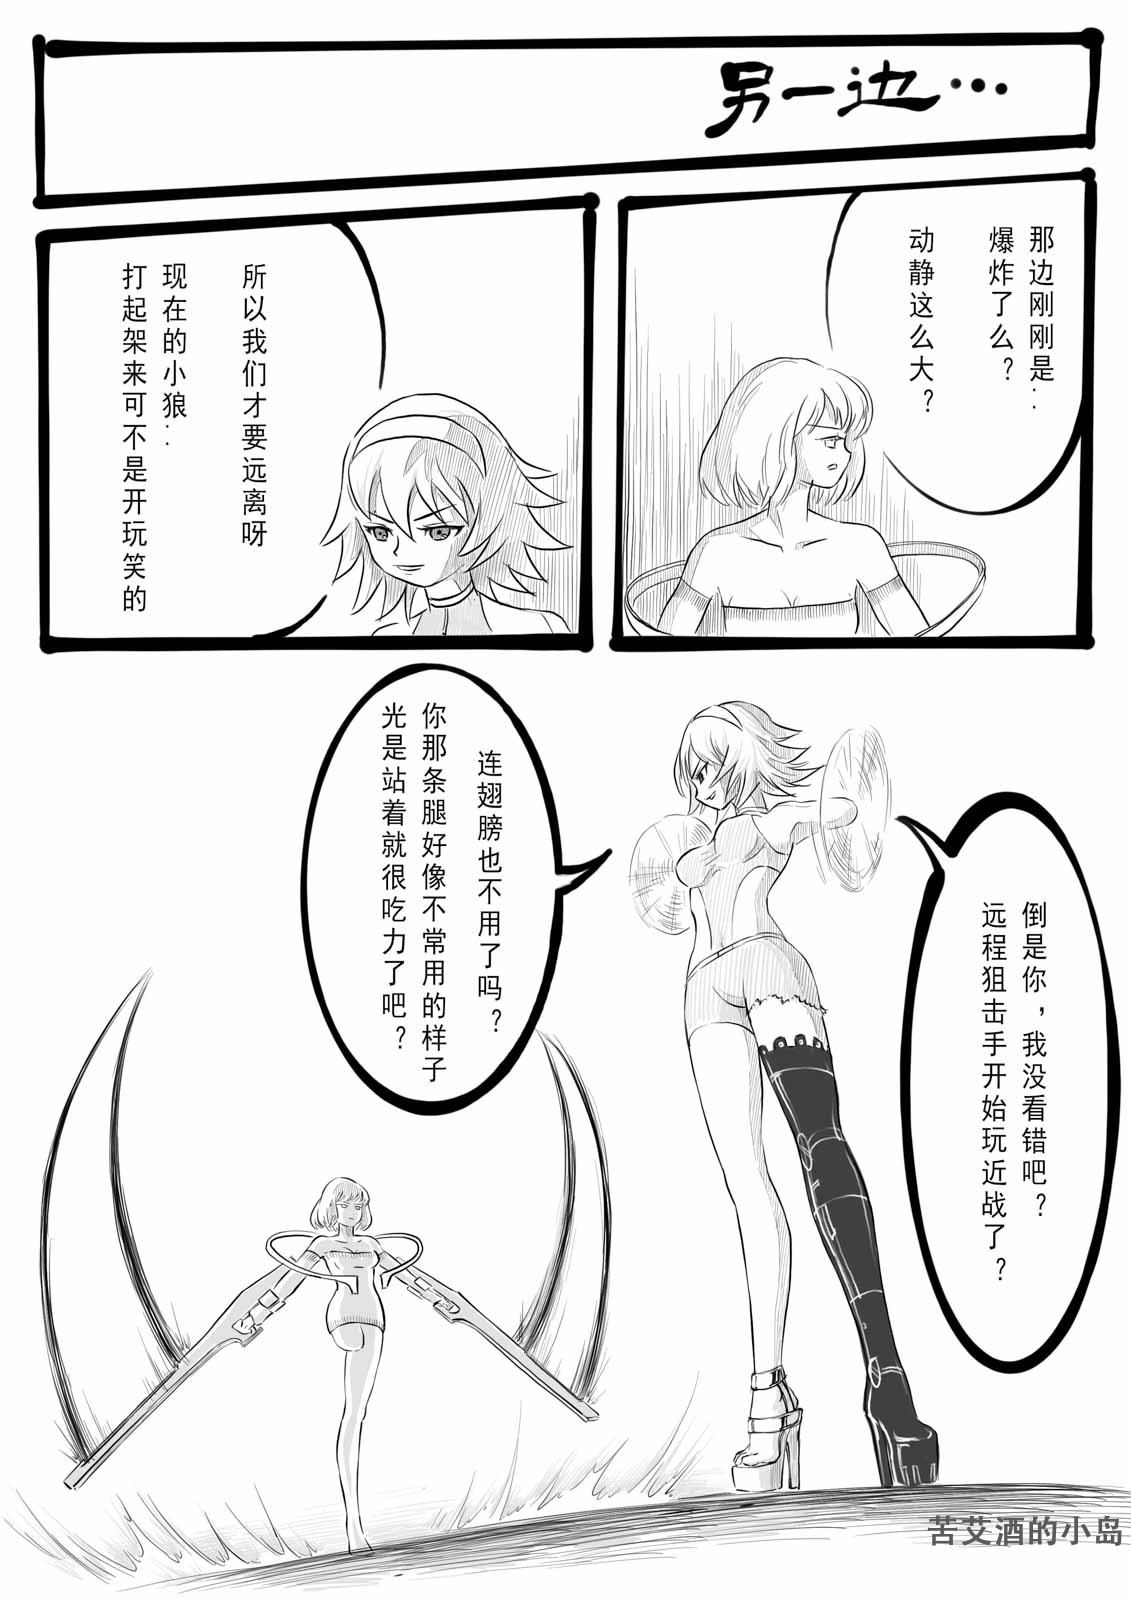 另一边…
那边刚刚是…
爆炸了么？
动静这么大？
所以我们才要远离呀
现在的小狼…
打起架来可不是开玩笑的
倒是你，我没看错吧？
远程狙击手开始玩近战了？
连翅膀也不用了吗？
你那条腿好像不常用的样子
光是站着就很吃力了吧？
苦艾酒的小岛